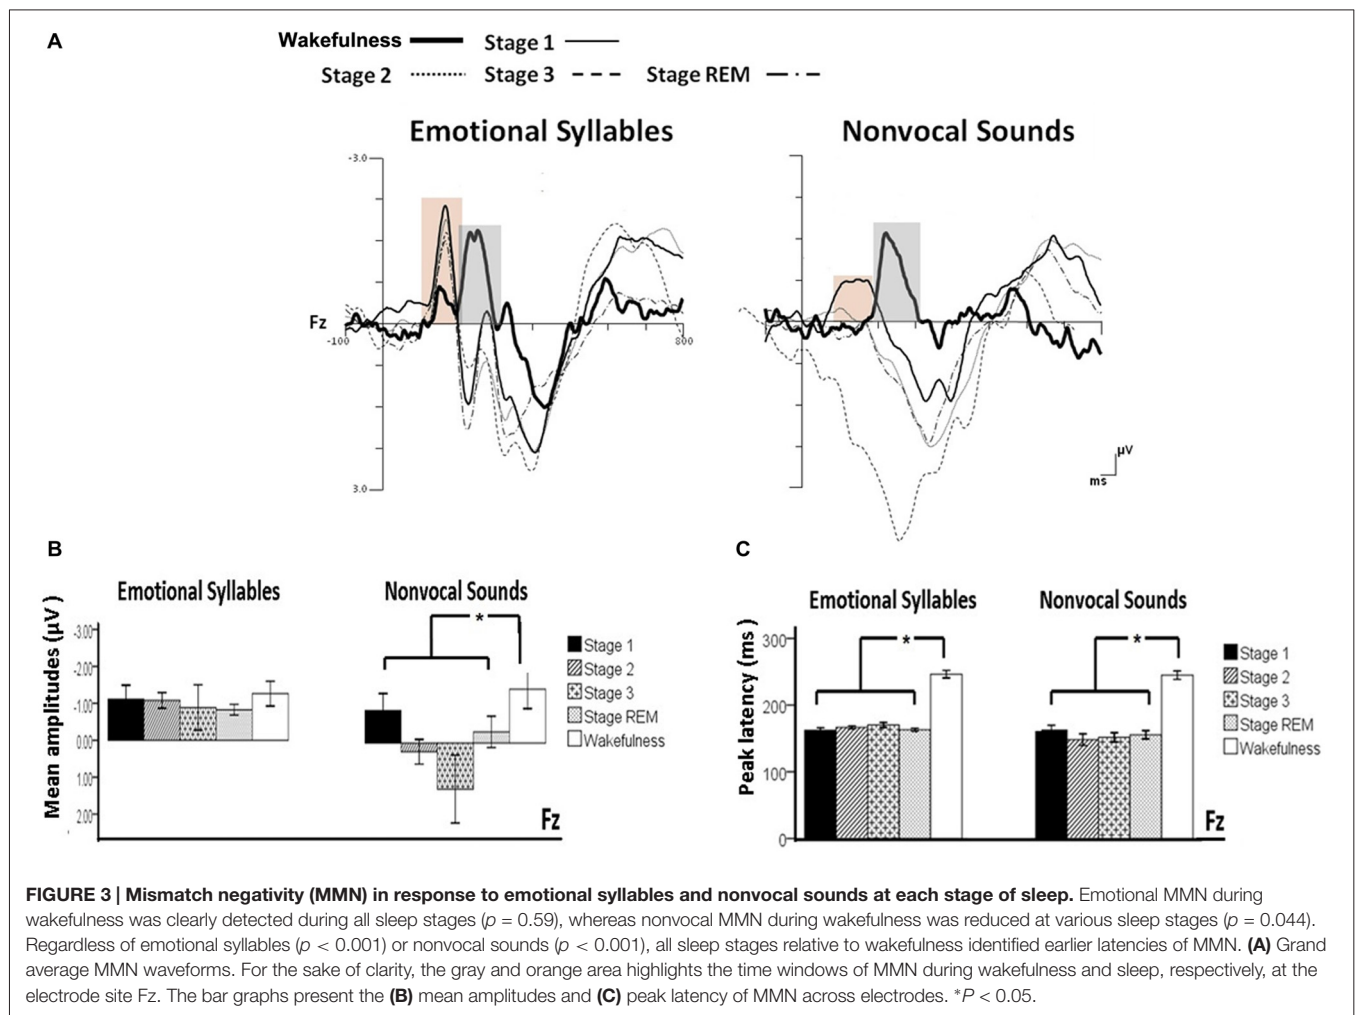 A
Wakefulness Stage 1
Stage 2 Stage 3 Stage REM
Emotional Syllables Nonvocal Sounds
-3.0
Fz
-100 800
3.0
μV
ms
B
Emotional Syllables Nonvocal Sounds
Mean amplitudes (μV )
-3.00
-2.00
-1.00
0.00
1.00
2.00
*
Stage 1
Stage 2
Stage 3
Stage REM
Wakefulness
Fz
C
Emotional Syllables Nonvocal Sounds
Peak latency (ms )
300
200
100
0
* *
Stage 1
Stage 2
Stage 3
Stage REM
Wakefulness
Fz
FIGURE 3 | Mismatch negativity (MMN) in response to emotional syllables and nonvocal sounds at each stage of sleep. Emotional MMN during
wakefulness was clearly detected during all sleep stages (p = 0.59), whereas nonvocal MMN during wakefulness was reduced at various sleep stages (p = 0.044).
Regardless of emotional syllables (p < 0.001) or nonvocal sounds (p < 0.001), all sleep stages relative to wakefulness identified earlier latencies of MMN. (A) Grand
average MMN waveforms. For the sake of clarity, the gray and orange area highlights the time windows of MMN during wakefulness and sleep, respectively, at the
electrode site Fz. The bar graphs present the (B) mean amplitudes and (C) peak latency of MMN across electrodes. *P < 0.05.